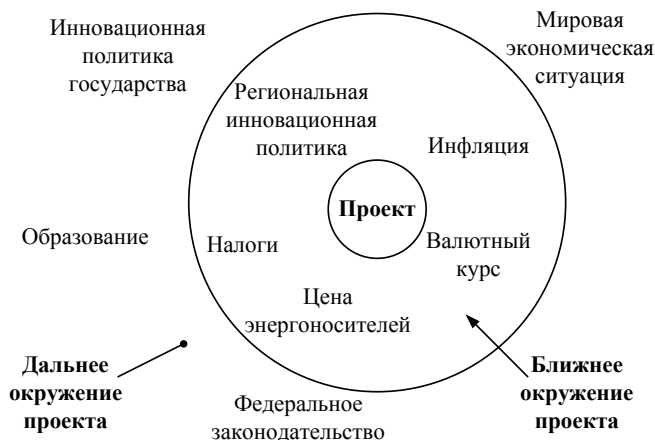 Инновационная
политика
государства
Мировая
экономическая
ситуация
Региональная
инновационная
политика
Инфляция
Проект
Образование
Налоги
Валютный
курс
Цена
энергоносителей
Дальнее
окружение
проекта
Ближнее
окружение
проекта
Федеральное
законодательство